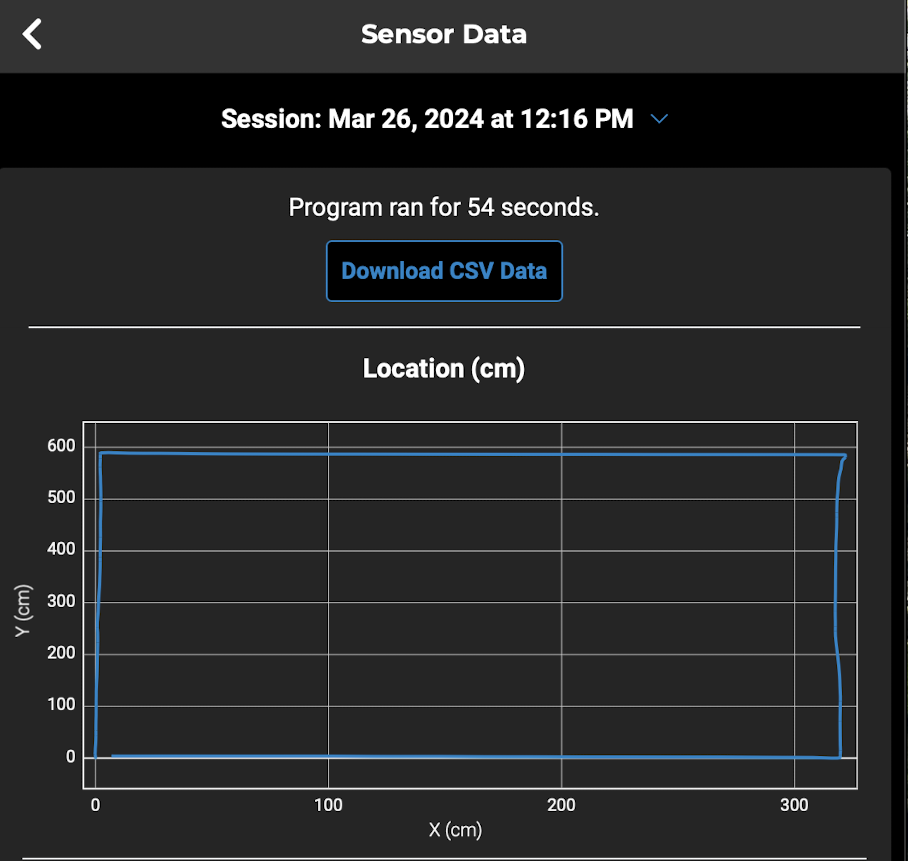 Sensor Data
Session: Mar 26, 2024 at 12:16 PM
Program ran for 54 seconds.
Download CSV Data
Location (cm)
Y (cm)
600
500
400
300
200
100
0
0 100 200 300
X (cm)